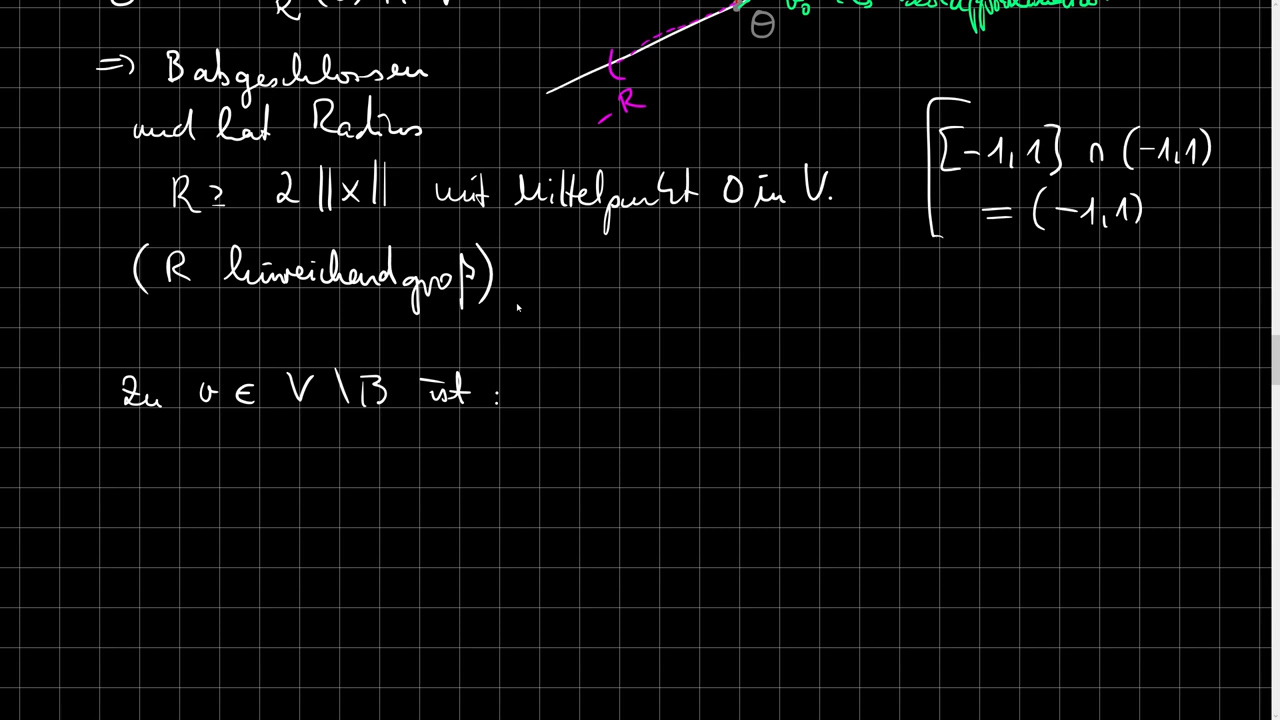 ⇒ B abgeschlossen
und hat Radius
R ≥ 2 ||x|| mit Mittelpunkt 0 in V.
(R hinreichend groß)
Zu v ∈ V \ B ist :
Θ
-R
[-1,1] ∩ (-1,1)
= (-1,1)